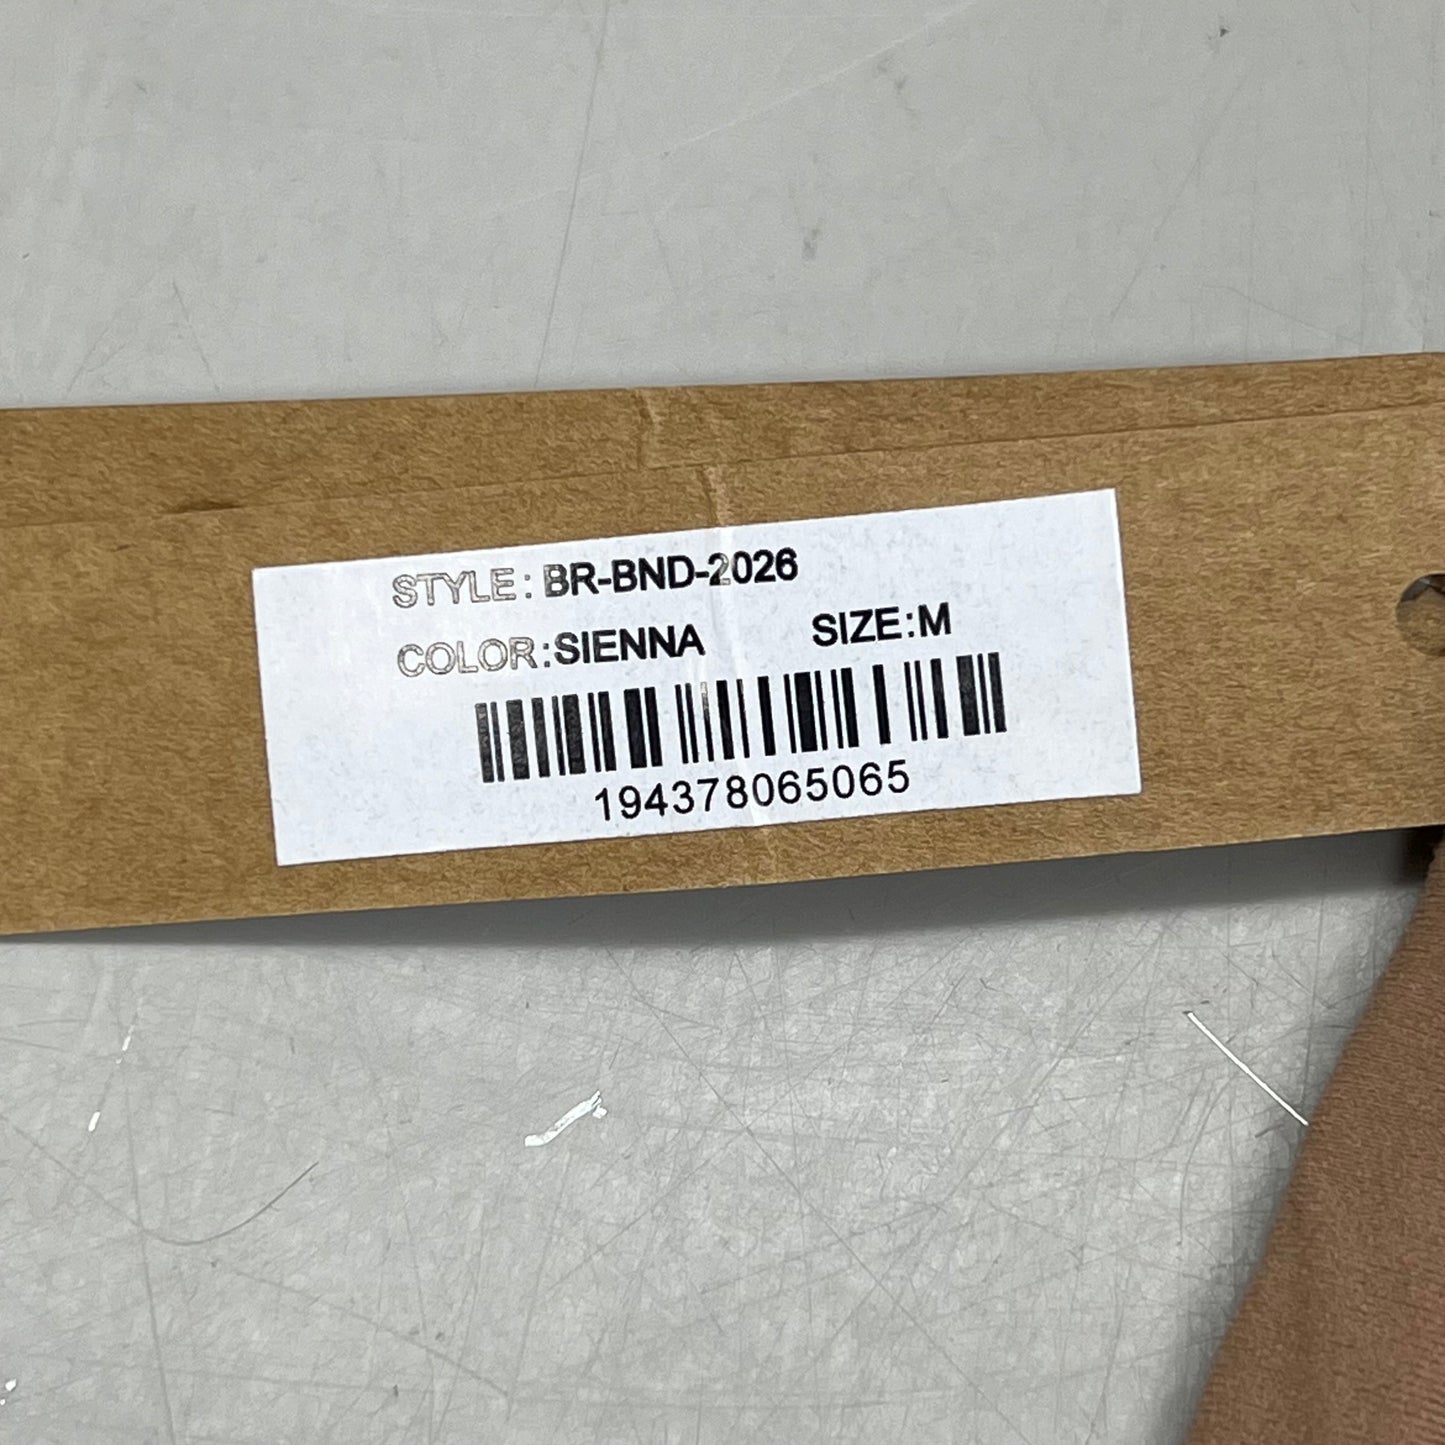 STYLE: BR-BND-2026
COLOR:SIENNA SIZE:M
194378065065